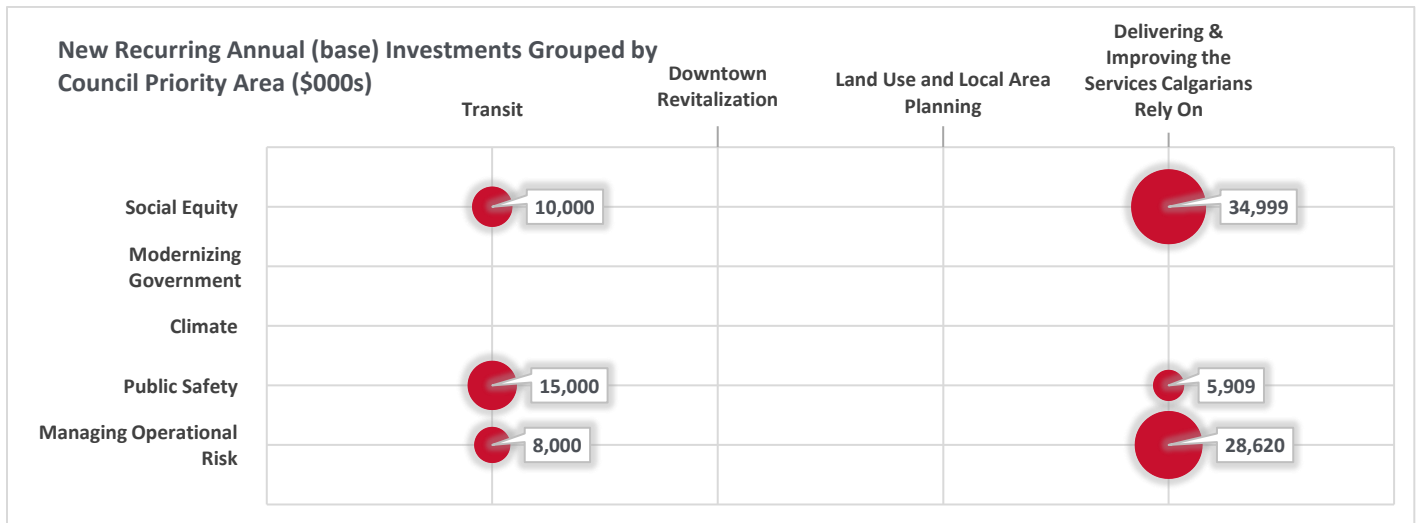 New Recurring Annual (base) Investments Grouped by
Council Priority Area ($000s)
Transit
Downtown
Revitalization
Land Use and Local Area
Planning
Delivering &
Improving the
Services Calgarians
Rely On
Social Equity
10,000
34,999
Modernizing
Government
Climate
Public Safety
15,000
5,909
Managing Operational
Risk
8,000
28,620